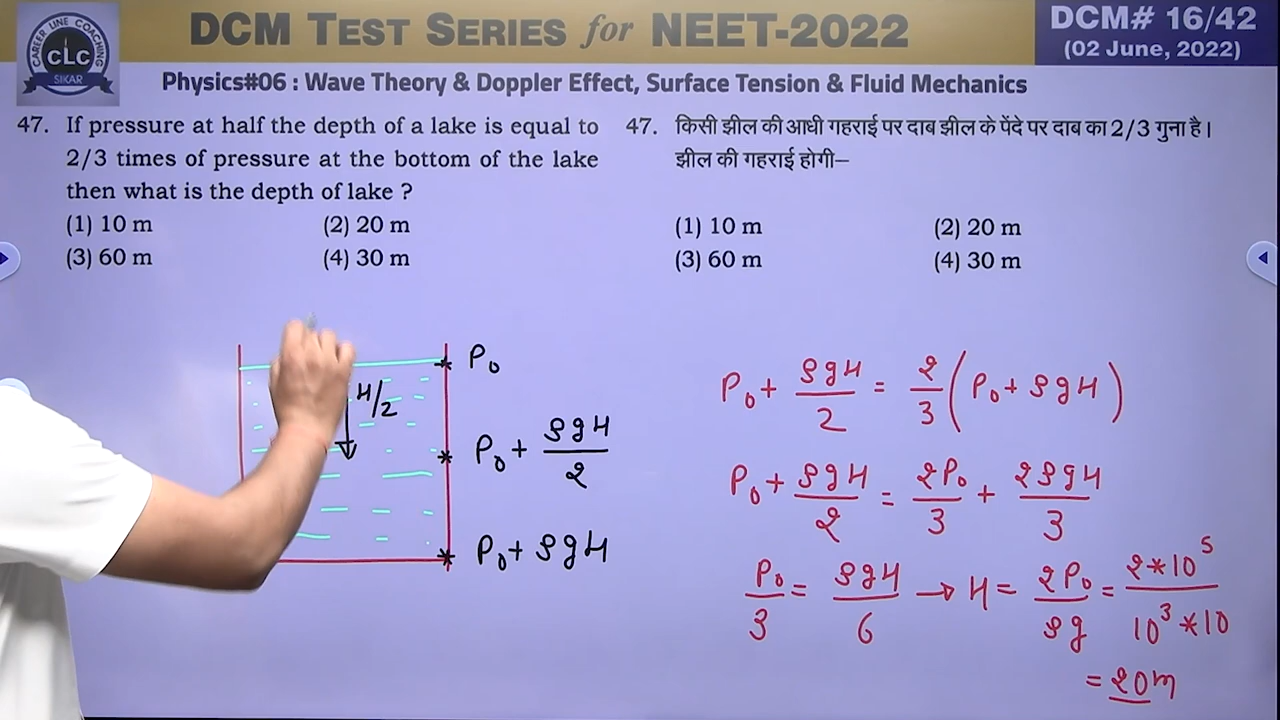 CAREER LINE COACHING
CLC
SIKAR
DCM TEST SERIES for NEET-2022
DCM# 16/42
(02 June, 2022)
Physics#06 : Wave Theory & Doppler Effect, Surface Tension & Fluid Mechanics
47. If pressure at half the depth of a lake is equal to
2/3 times of pressure at the bottom of the lake
then what is the depth of lake ?
(1) 10 m (2) 20 m
(3) 60 m (4) 30 m
47. किसी झील की आधी गहराई पर दाब झील के पेंदे पर दाब का 2/3 गुना है।
झील की गहराई होगी–
(1) 10 m (2) 20 m
(3) 60 m (4) 30 m
P₀
H/2
P₀ + ρgH/2
P₀ + ρgH
P₀ + ρgH/2 = 2/3 (P₀ + ρgH)
P₀ + ρgH/2 = 2P₀/3 + 2ρgH/3
P₀/3 = ρgH/6 → H = 2P₀/ρg = 2*10⁵/10³*10
= 20m